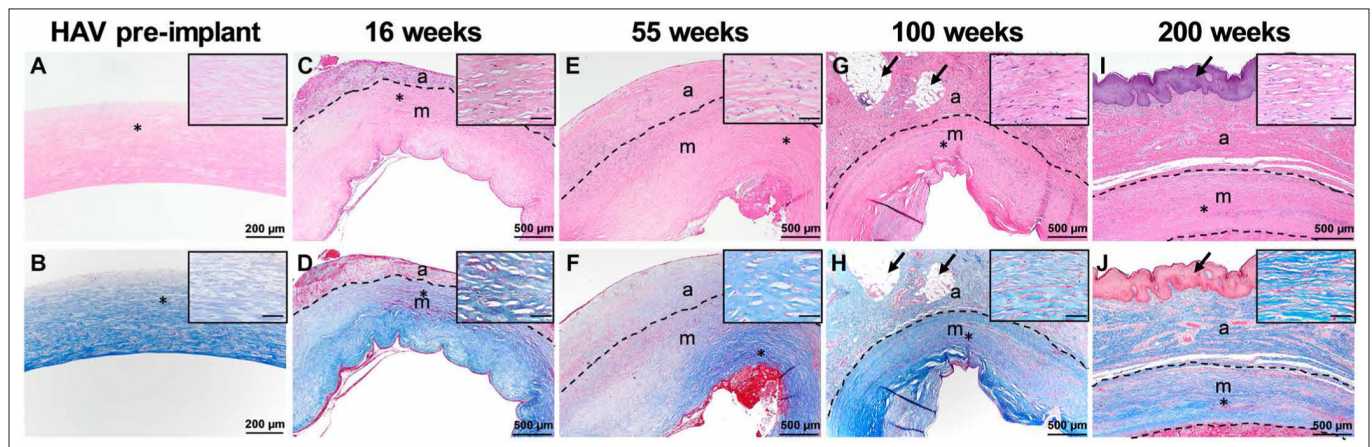 HAV pre-implant 16 weeks 55 weeks 100 weeks 200 weeks
A * 200 µm
C a * m 500 µm
E a m * 500 µm
G a m * 500 µm
I a m * 500 µm
B * 200 µm
D a * m 500 µm
F a m * 500 µm
H a m * 500 µm
J a m * 500 µm